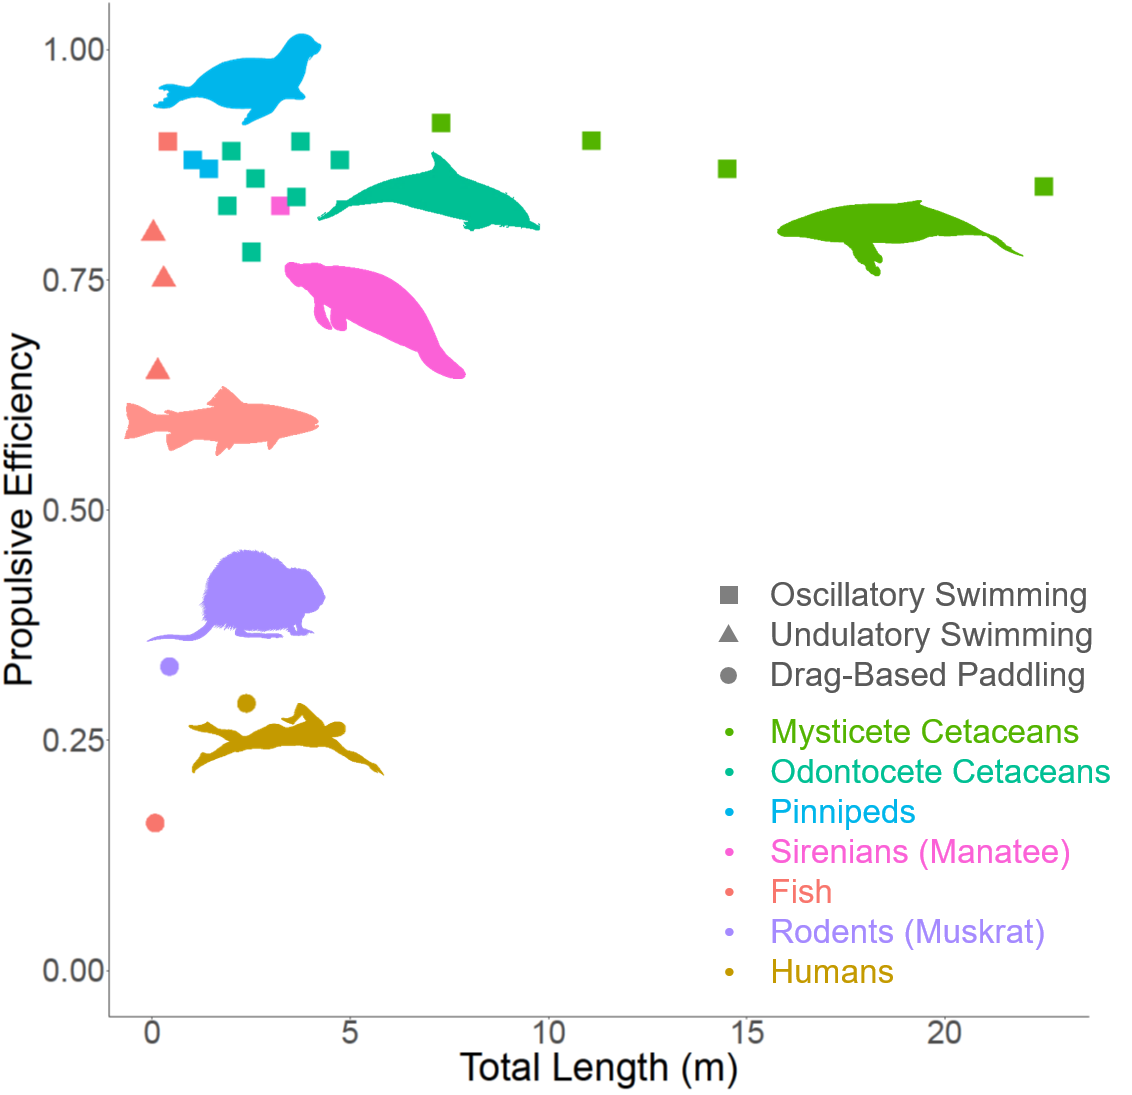 Propulsive Efficiency
1.00
0.75
0.50
0.25
0.00
Oscillatory Swimming
Undulatory Swimming
Drag-Based Paddling
Mysticete Cetaceans
Odontocete Cetaceans
Pinnipeds
Sirenians (Manatee)
Fish
Rodents (Muskrat)
Humans
0 5 10 15 20
Total Length (m)